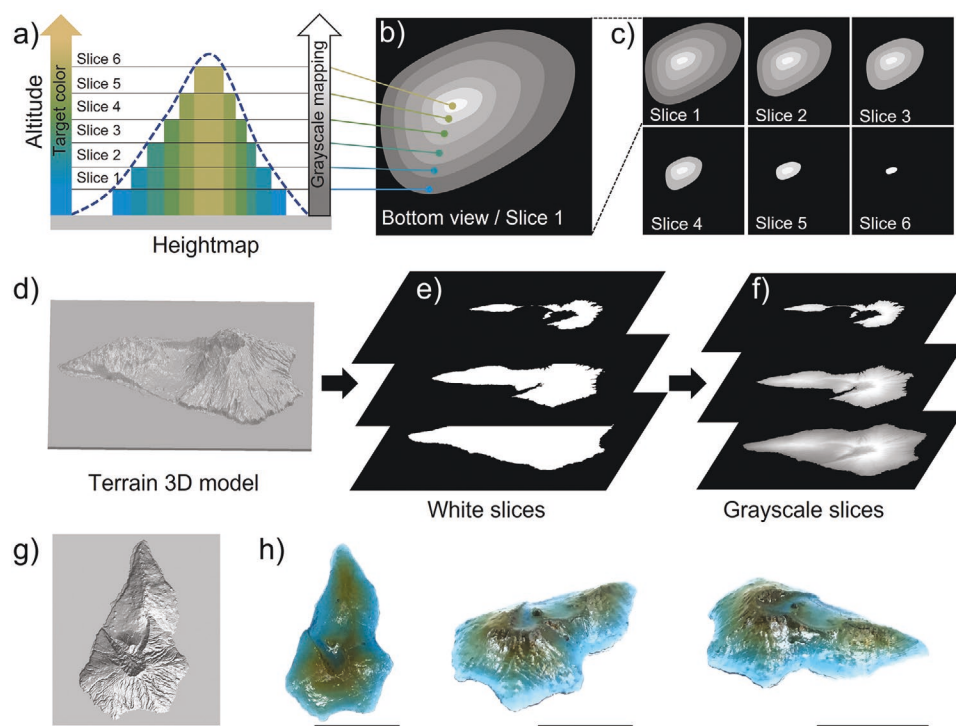 a)
Altitude
Target color
Slice 6
Slice 5
Slice 4
Slice 3
Slice 2
Slice 1
Grayscale mapping
Heightmap
b)
Bottom view / Slice 1
c)
Slice 1
Slice 2
Slice 3
Slice 4
Slice 5
Slice 6
d)
Terrain 3D model
e)
White slices
f)
Grayscale slices
g)
h)